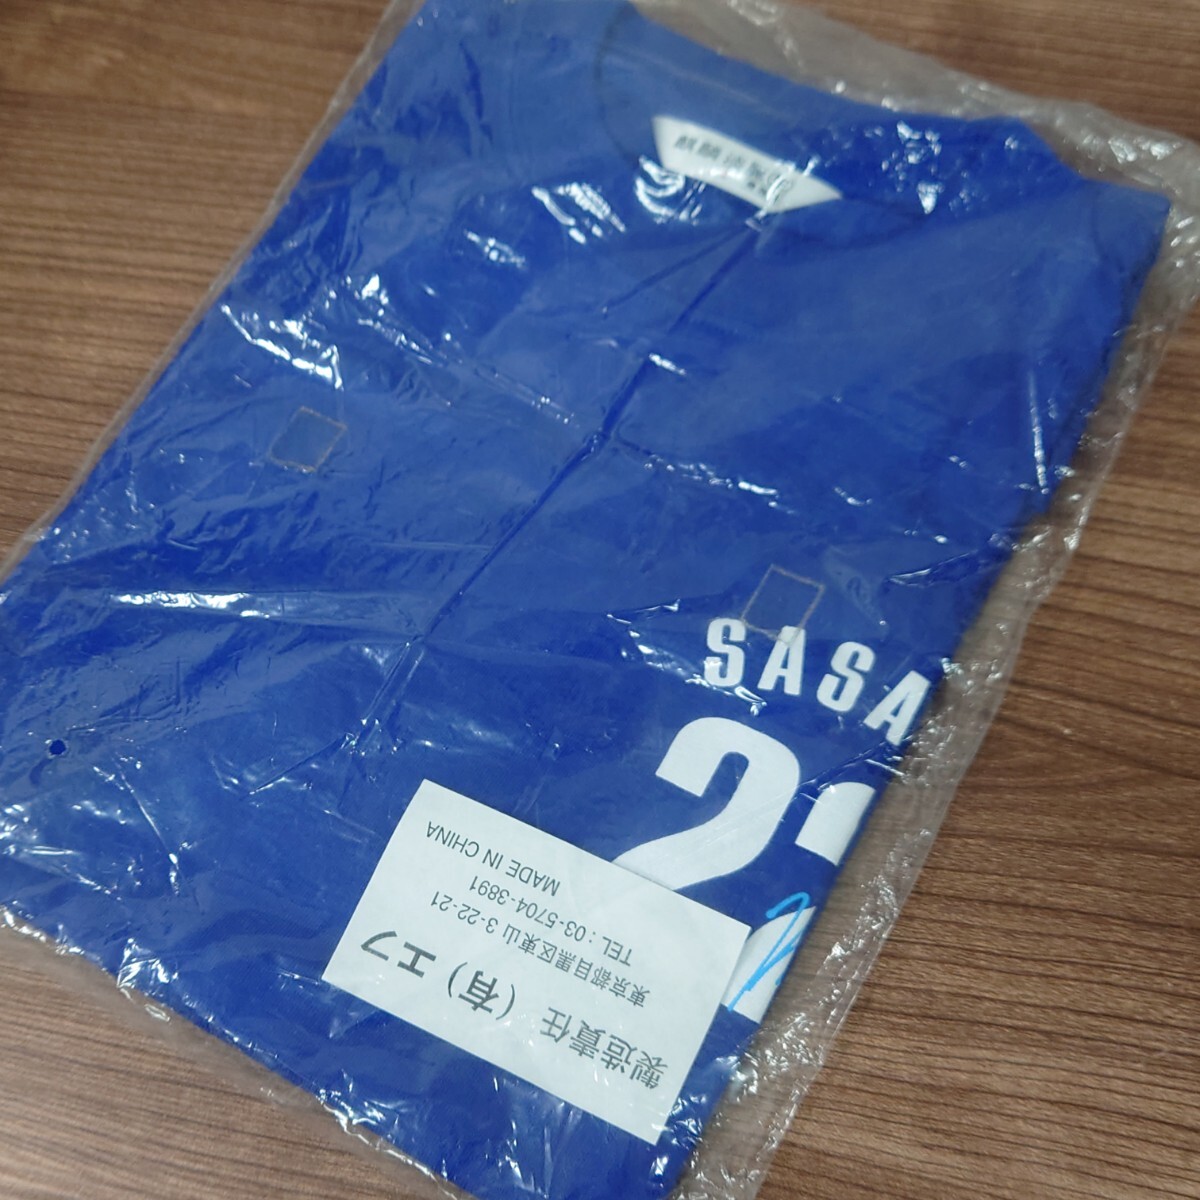 SASA
22
製造責任 (有) エフ
東京都目黒区東山 3-22-21
TEL : 03-5704-3891
MADE IN CHINA